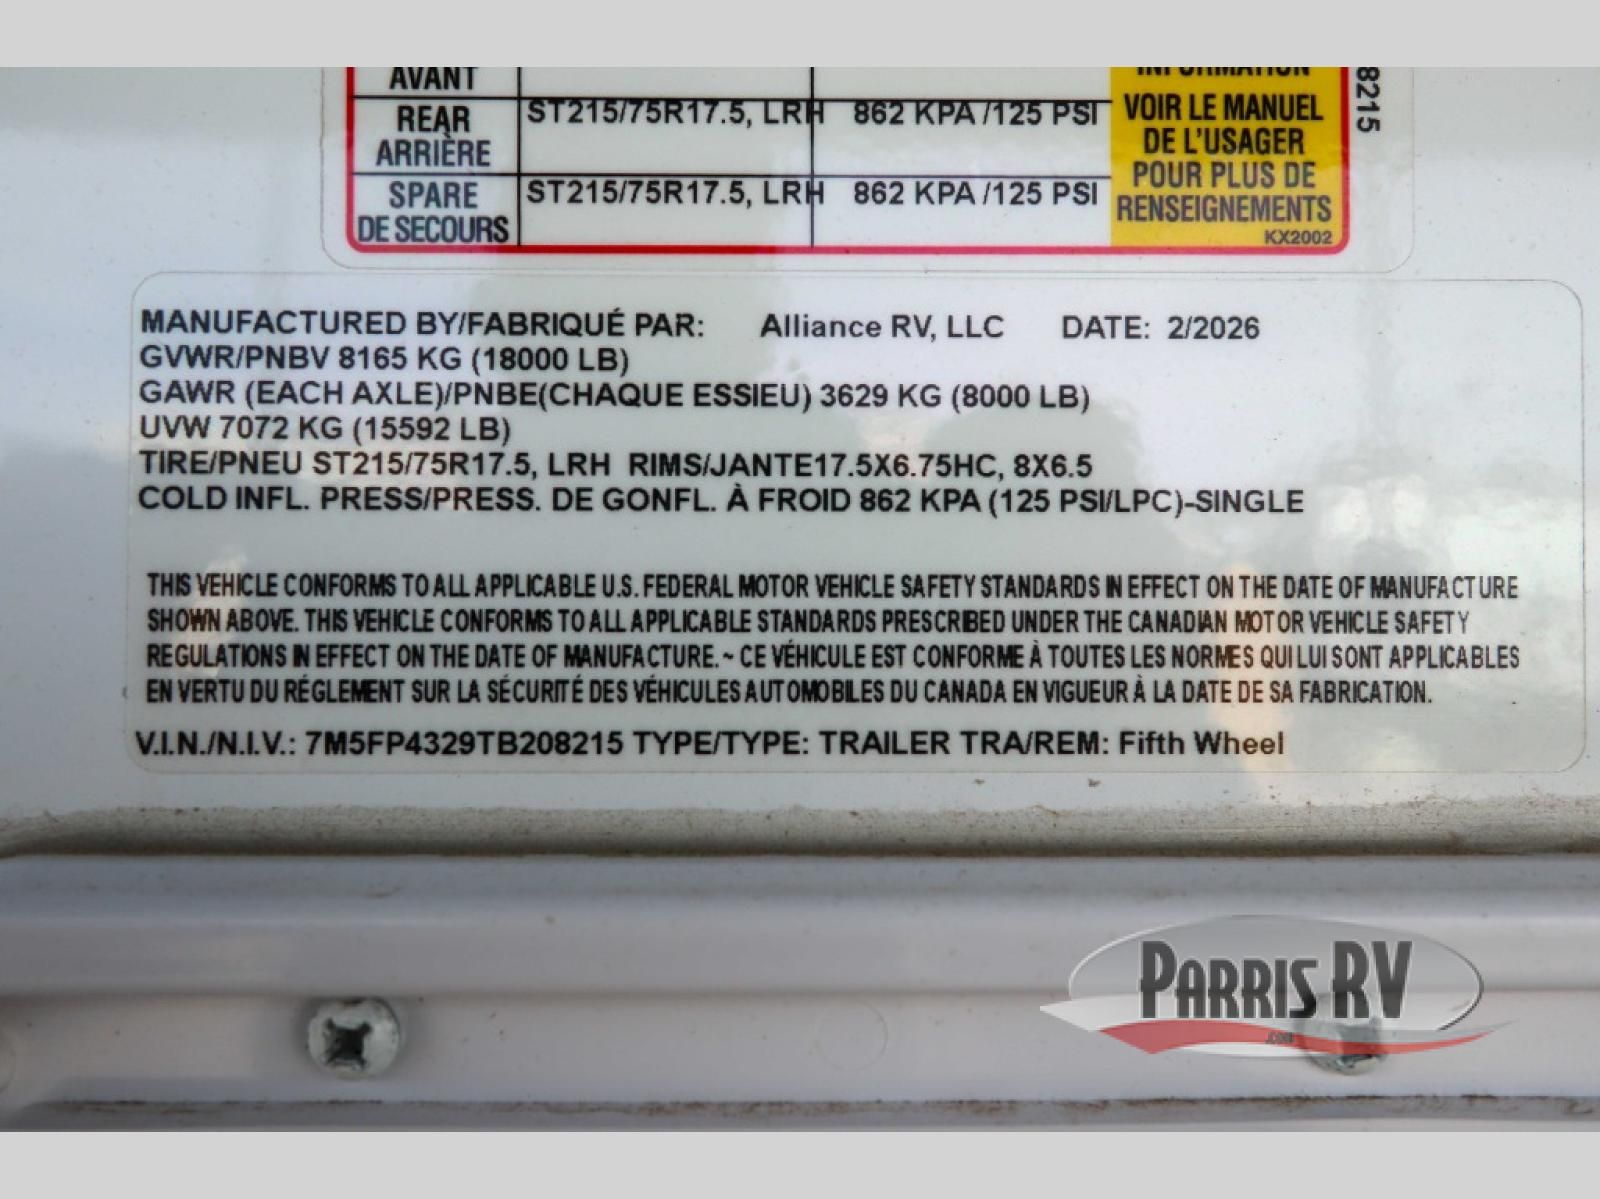 AVANT
INFORMATION
REAR
ARRIÈRE
ST215/75R17.5, LRH 862 KPA /125 PSI
VOIR LE MANUEL
DE L'USAGER
POUR PLUS DE
RENSEIGNEMENTS
SPARE
DE SECOURS
ST215/75R17.5, LRH 862 KPA /125 PSI
KX2002
8215
MANUFACTURED BY/FABRIQUÉ PAR: Alliance RV, LLC DATE: 2/2026
GVWR/PNBV 8165 KG (18000 LB)
GAWR (EACH AXLE)/PNBE(CHAQUE ESSIEU) 3629 KG (8000 LB)
UVW 7072 KG (15592 LB)
TIRE/PNEU ST215/75R17.5, LRH RIMS/JANTE17.5X6.75HC, 8X6.5
COLD INFL. PRESS/PRESS. DE GONFL. À FROID 862 KPA (125 PSI/LPC)-SINGLE
THIS VEHICLE CONFORMS TO ALL APPLICABLE U.S. FEDERAL MOTOR VEHICLE SAFETY STANDARDS IN EFFECT ON THE DATE OF MANUFACTURE
SHOWN ABOVE. THIS VEHICLE CONFORMS TO ALL APPLICABLE STANDARDS PRESCRIBED UNDER THE CANADIAN MOTOR VEHICLE SAFETY
REGULATIONS IN EFFECT ON THE DATE OF MANUFACTURE. ~ CE VÉHICULE EST CONFORME À TOUTES LES NORMES QUI LUI SONT APPLICABLES
EN VERTU DU RÉGLEMENT SUR LA SÉCURITÉ DES VÉHICULES AUTOMOBILES DU CANADA EN VIGUEUR À LA DATE DE SA FABRICATION.
V.I.N./N.I.V.: 7M5FP4329TB208215 TYPE/TYPE: TRAILER TRA/REM: Fifth Wheel
PARRIS RV
.com